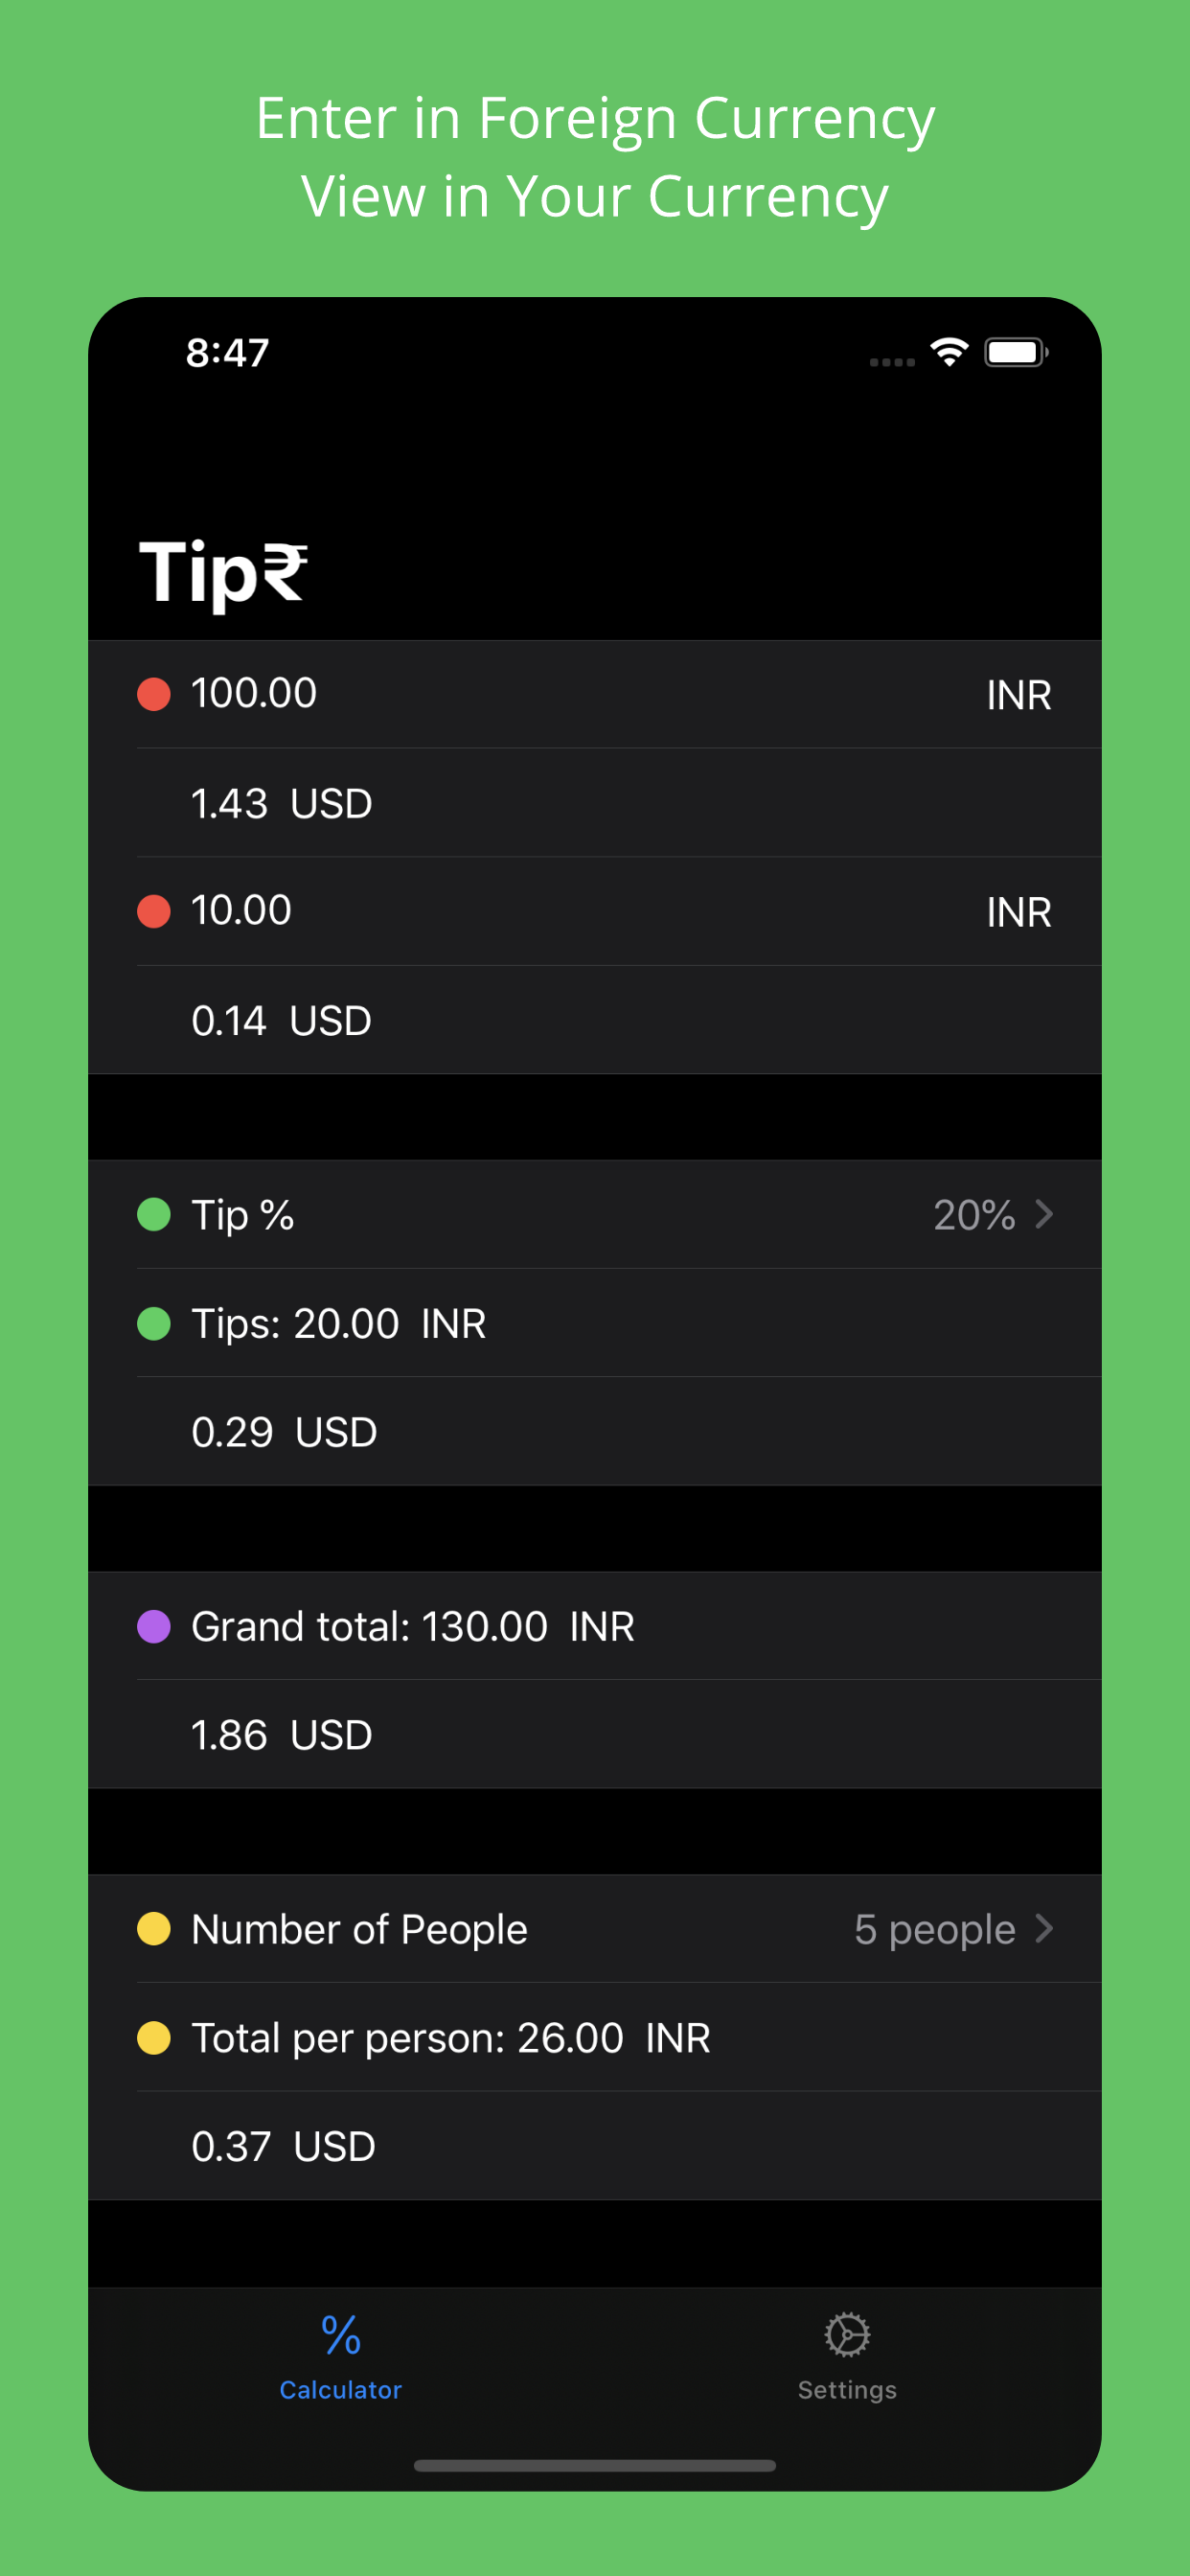 Enter in Foreign Currency
View in Your Currency
8:47
Tip₹
100.00 INR
1.43 USD
10.00 INR
0.14 USD
Tip % 20%
Tips: 20.00 INR
0.29 USD
Grand total: 130.00 INR
1.86 USD
Number of People 5 people
Total per person: 26.00 INR
0.37 USD
%
Calculator Settings